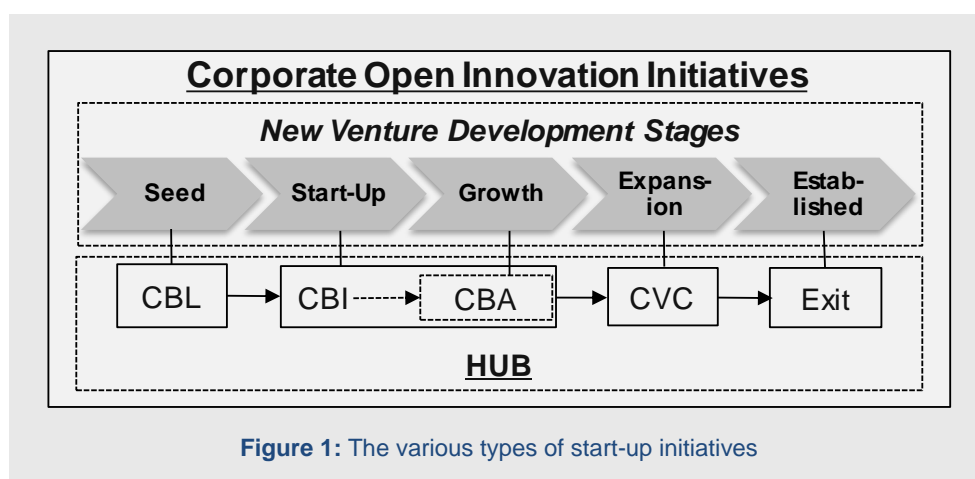 Corporate Open Innovation Initiatives
New Venture Development Stages
Seed
Start-Up
Growth
Expans-
ion
Estab-
lished
CBL
CBI
CBA
CVC
Exit
HUB
Figure 1: The various types of start-up initiatives